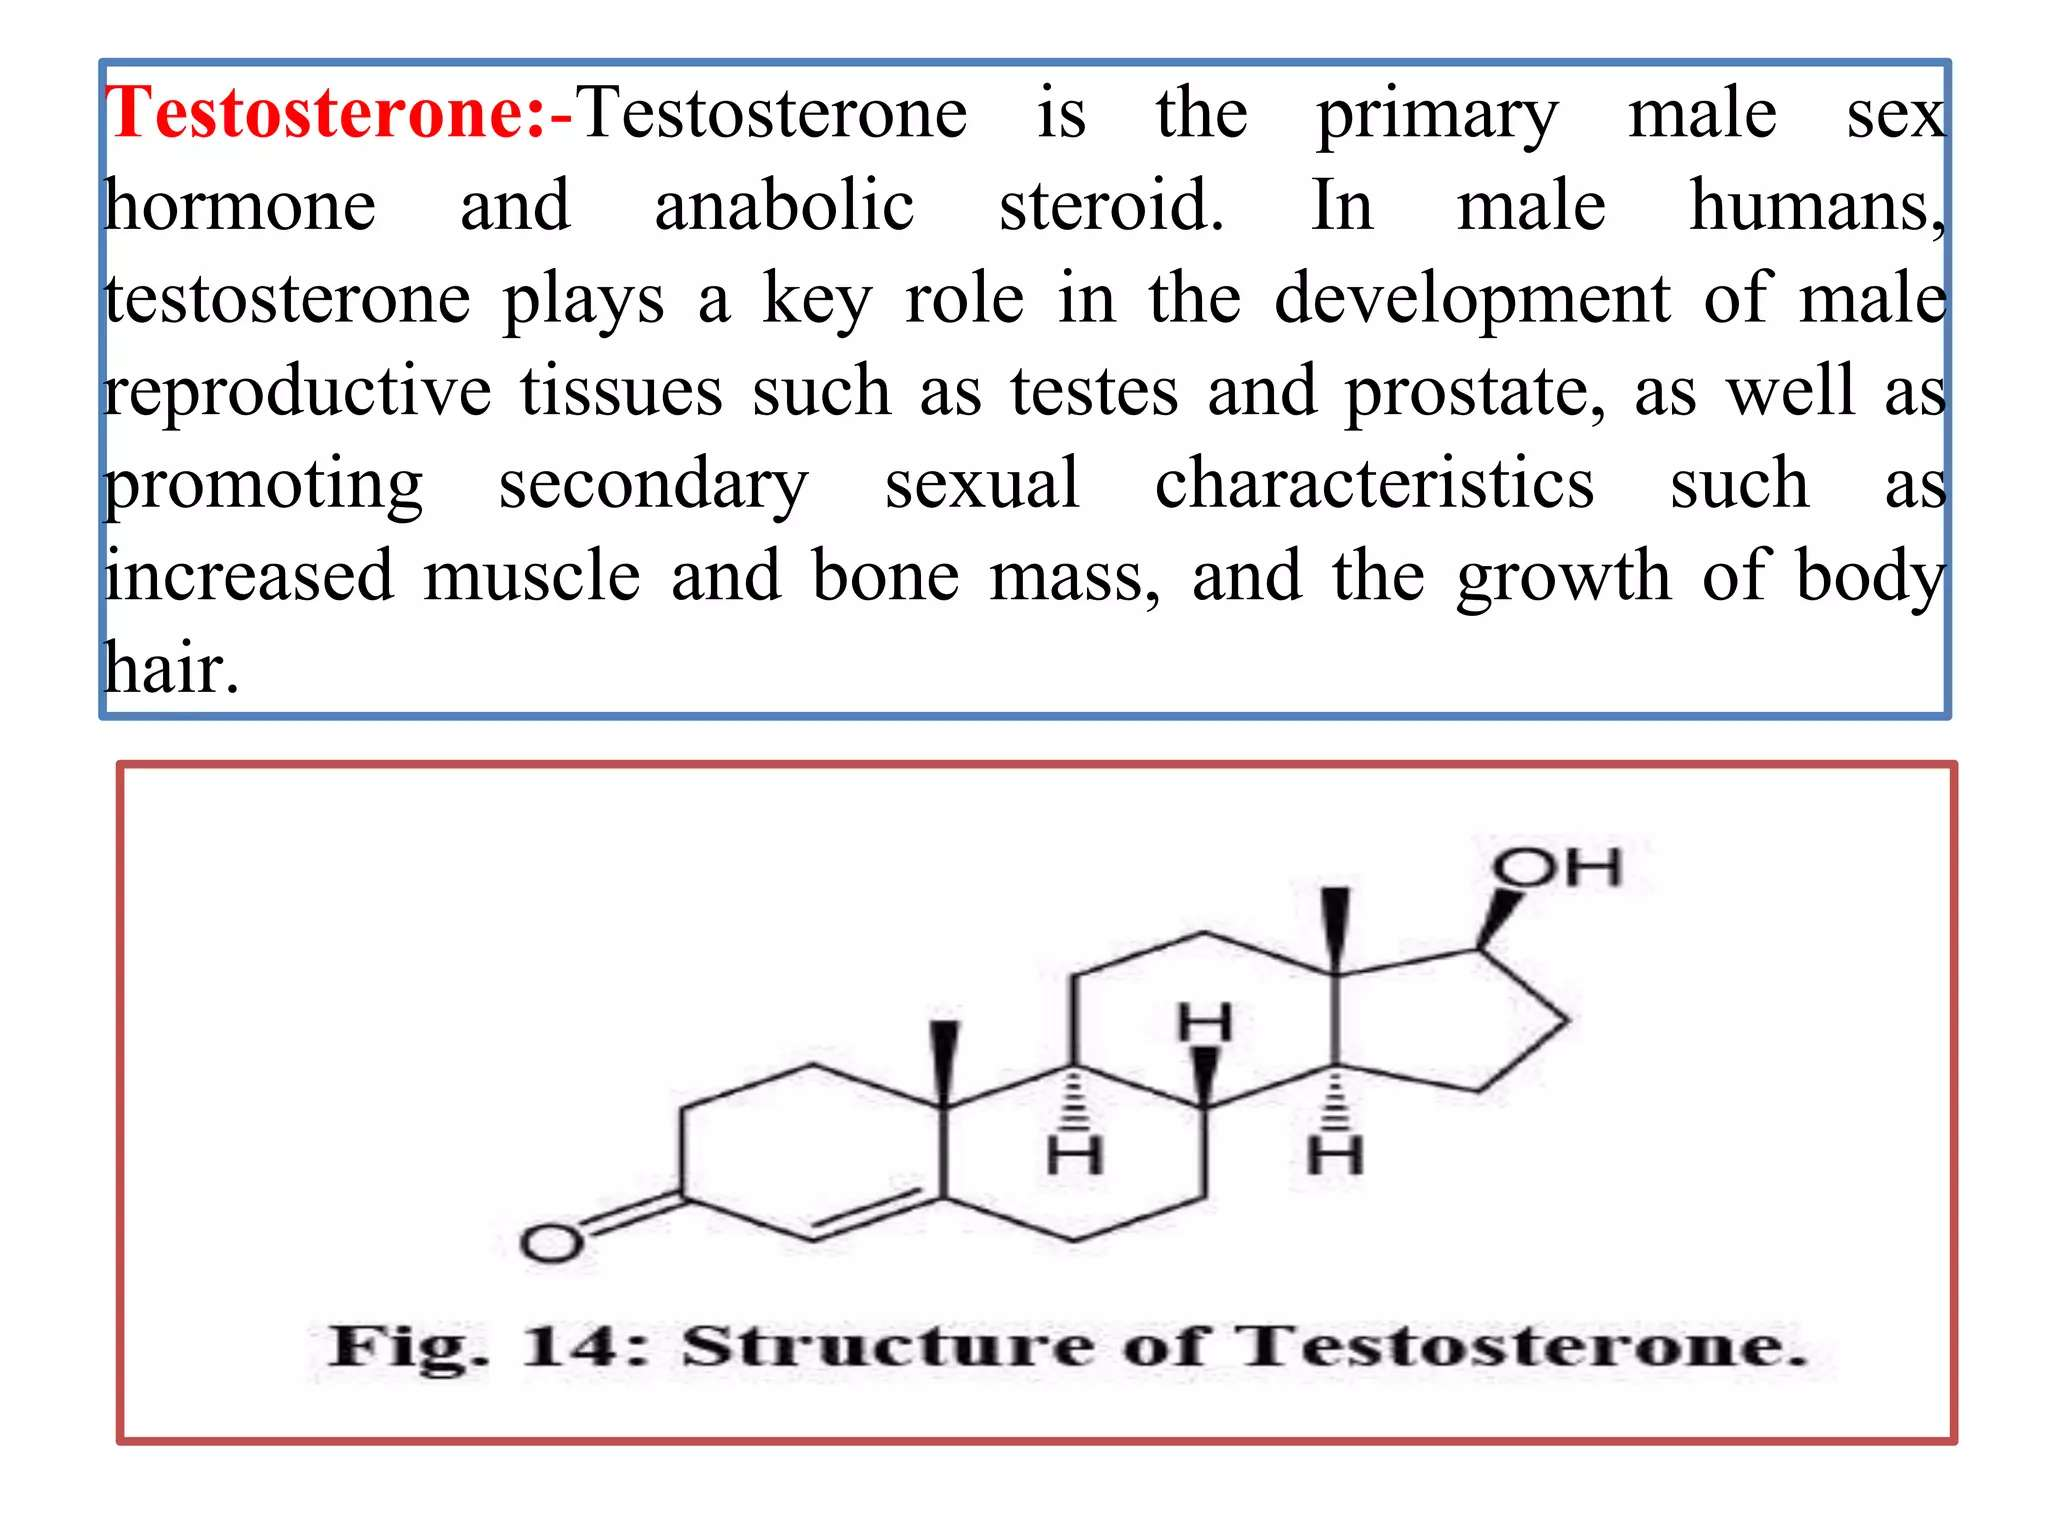 Testosterone:-Testosterone is the primary male sex
hormone and anabolic steroid. In male humans,
testosterone plays a key role in the development of male
reproductive tissues such as testes and prostate, as well as
promoting secondary sexual characteristics such as
increased muscle and bone mass, and the growth of body
hair.
OH
H
H
H
O
Fig. 14: Structure of Testosterone.